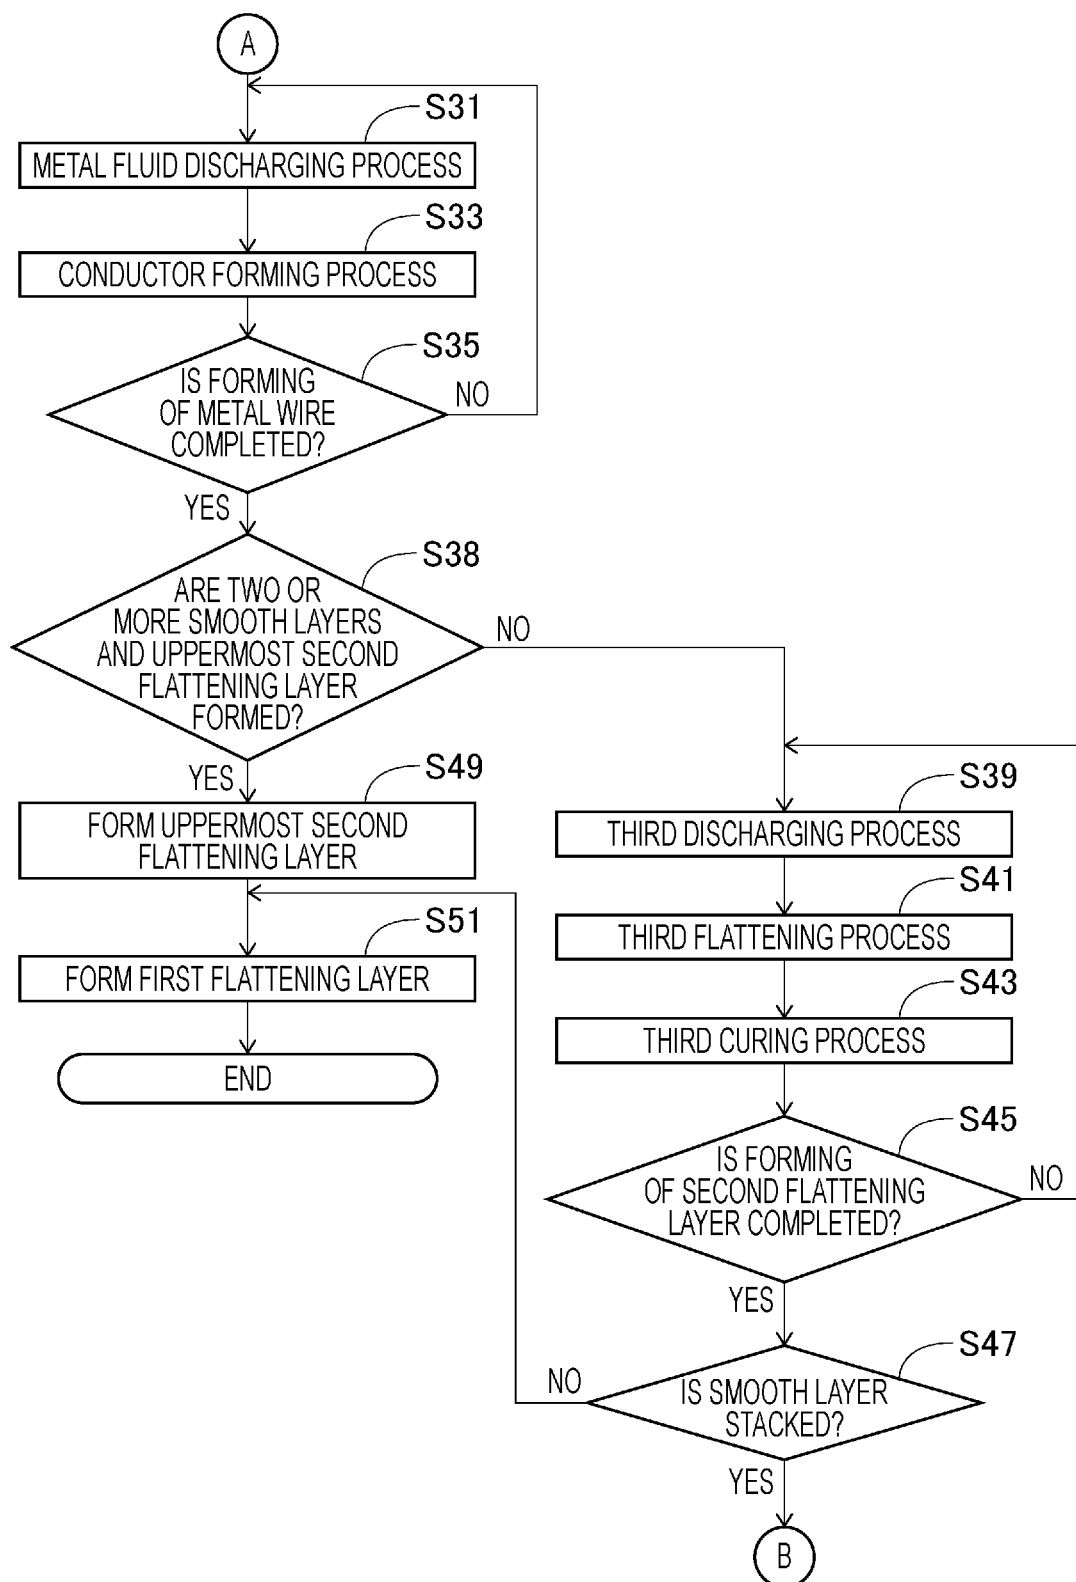 A
S31
METAL FLUID DISCHARGING PROCESS
S33
CONDUCTOR FORMING PROCESS
S35
IS FORMING
OF METAL WIRE
COMPLETED?
NO
YES
S38
ARE TWO OR
MORE SMOOTH LAYERS
AND UPPERMOST SECOND
FLATTENING LAYER
FORMED?
NO
YES
S49
FORM UPPERMOST SECOND
FLATTENING LAYER
S51
FORM FIRST FLATTENING LAYER
END
S39
THIRD DISCHARGING PROCESS
S41
THIRD FLATTENING PROCESS
S43
THIRD CURING PROCESS
S45
IS FORMING
OF SECOND FLATTENING
LAYER COMPLETED?
NO
YES
S47
IS SMOOTH LAYER
STACKED?
NO
YES
B